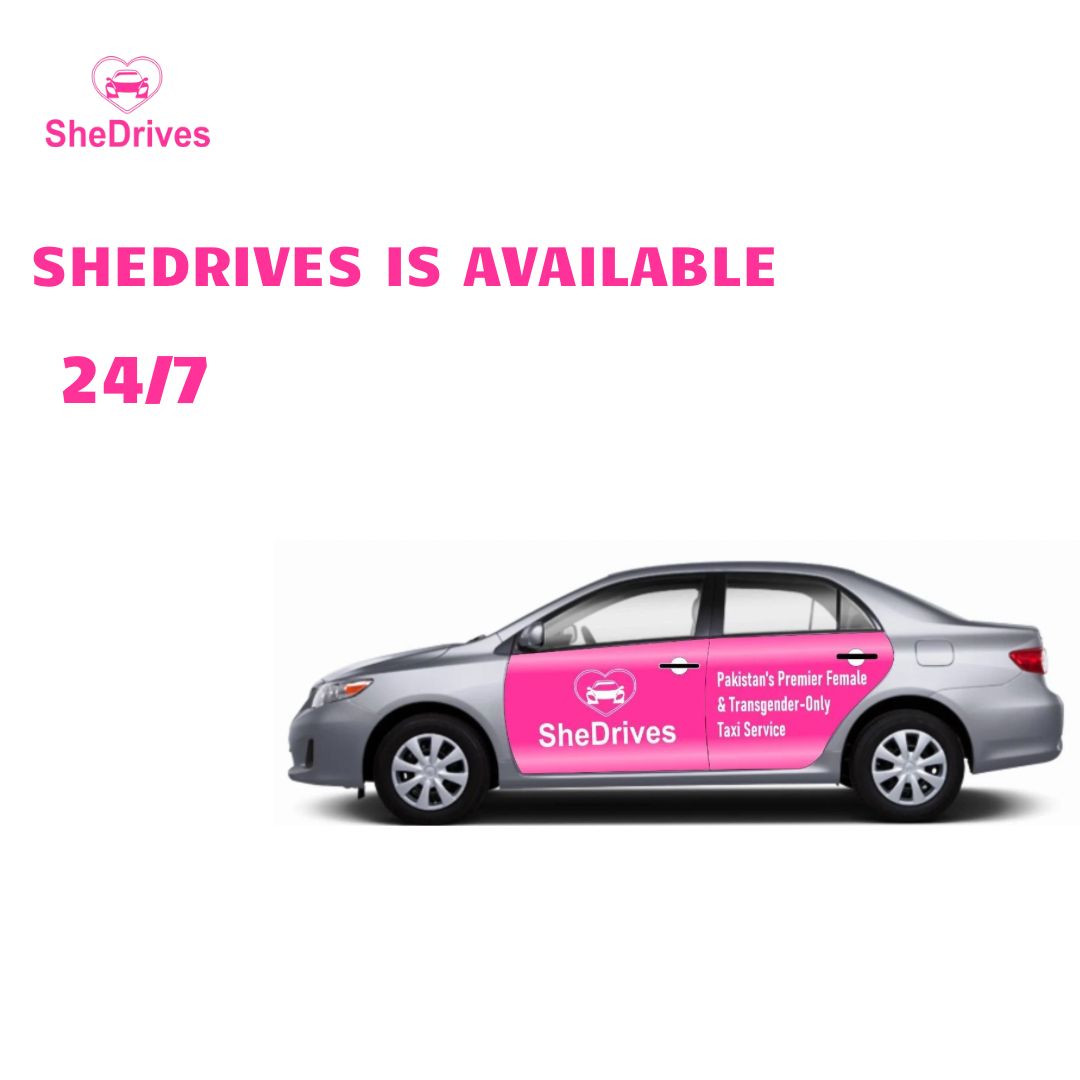 SheDrives
SHEDRIVES IS AVAILABLE
24/7
SheDrives
Pakistan's Premier Female
& Transgender-Only
Taxi Service